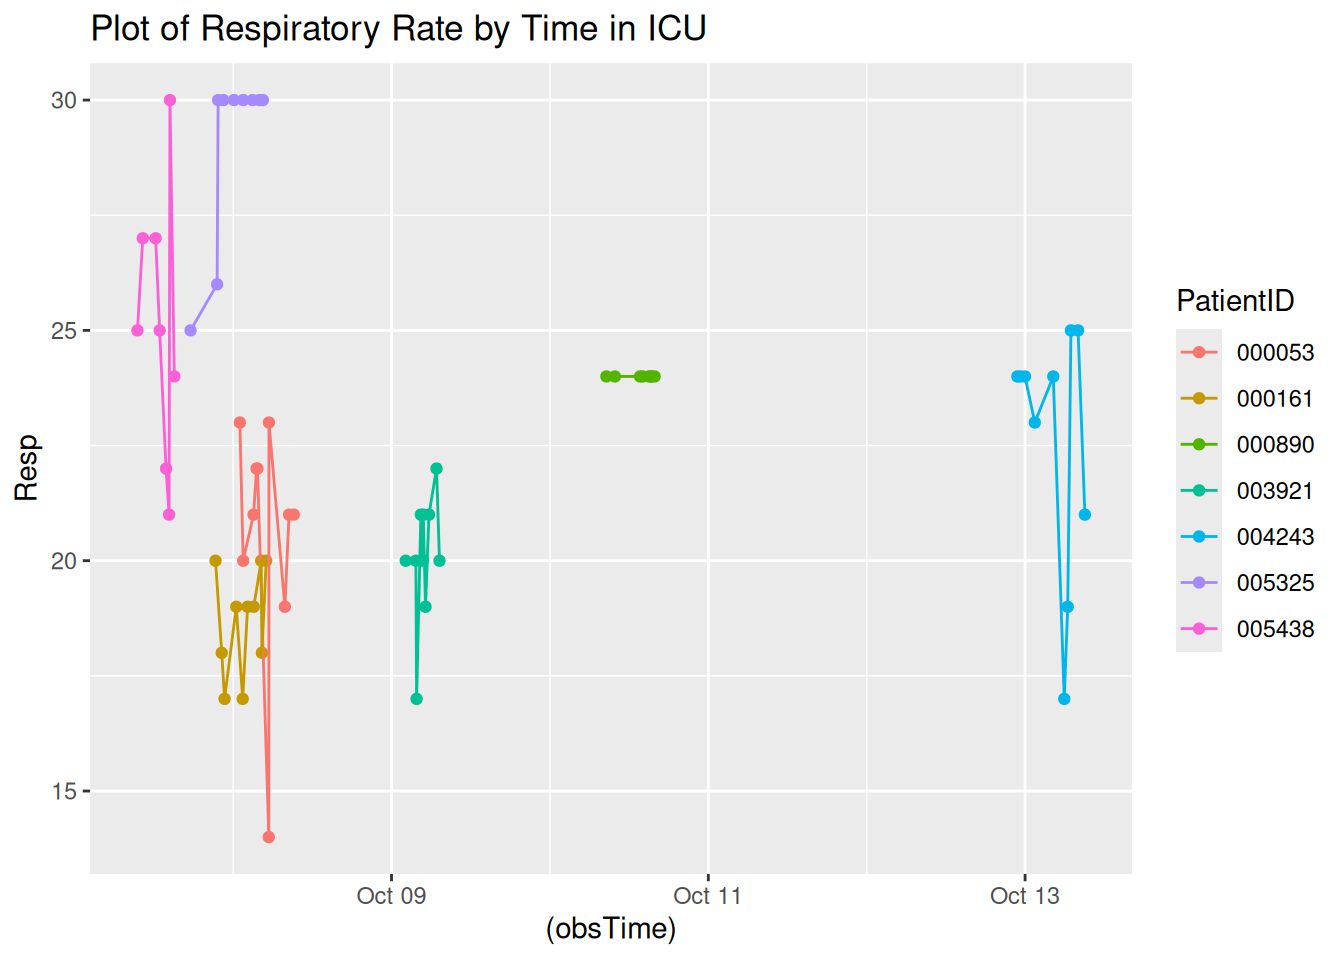 Plot of Respiratory Rate by Time in ICU
30
25
20
15
Resp
Oct 09
Oct 11
Oct 13
(obsTime)
PatientID
000053
000161
000890
003921
004243
005325
005438